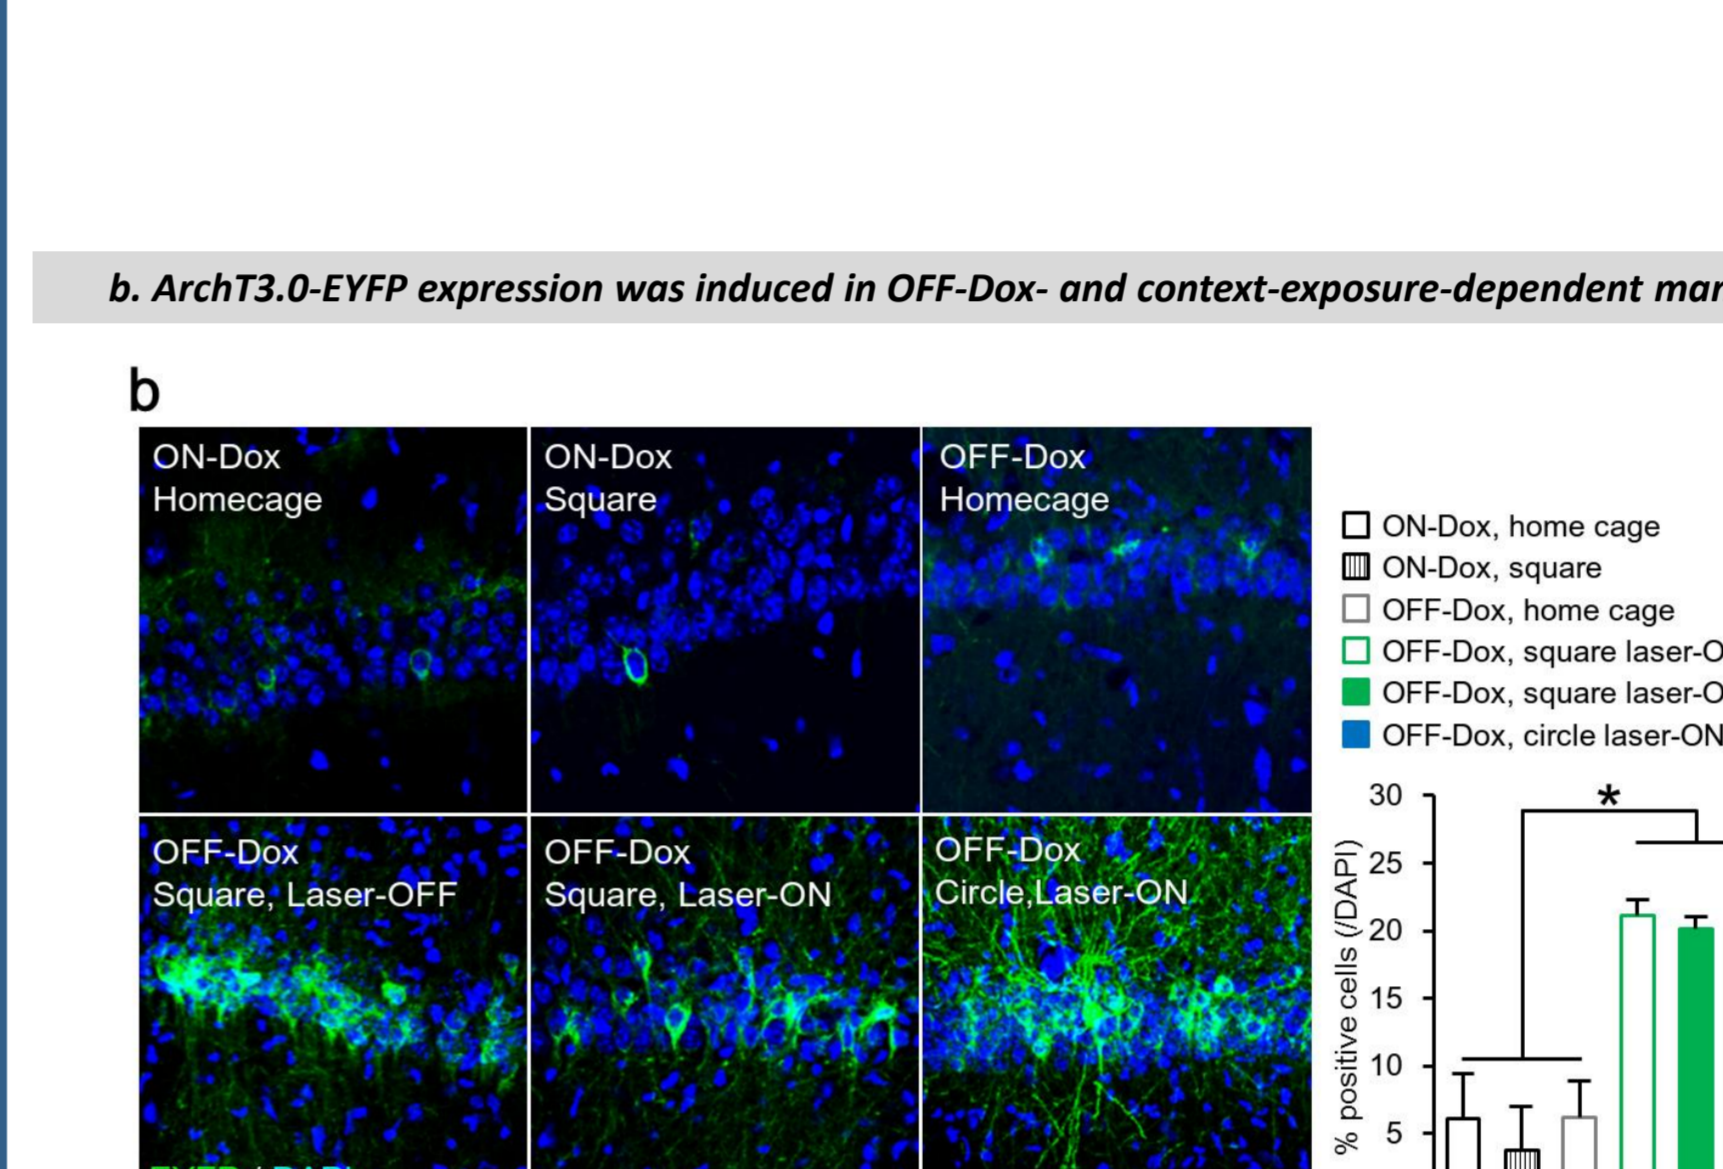 b. ArchT3.0-EYFP expression was induced in OFF-Dox- and context-exposure-dependent
b
ON-Dox
Homecage
ON-Dox
Square
OFF-Dox
Homecage
OFF-Dox
Square, Laser-OFF
OFF-Dox
Square, Laser-ON
OFF-Dox
Circle,Laser-ON
ON-Dox, home cage
ON-Dox, square
OFF-Dox, home cage
OFF-Dox, square
OFF-Dox, square
OFF-Dox, circle laser-ON
*
30
25
20
15
10
5
% positive cells (/DAPI)